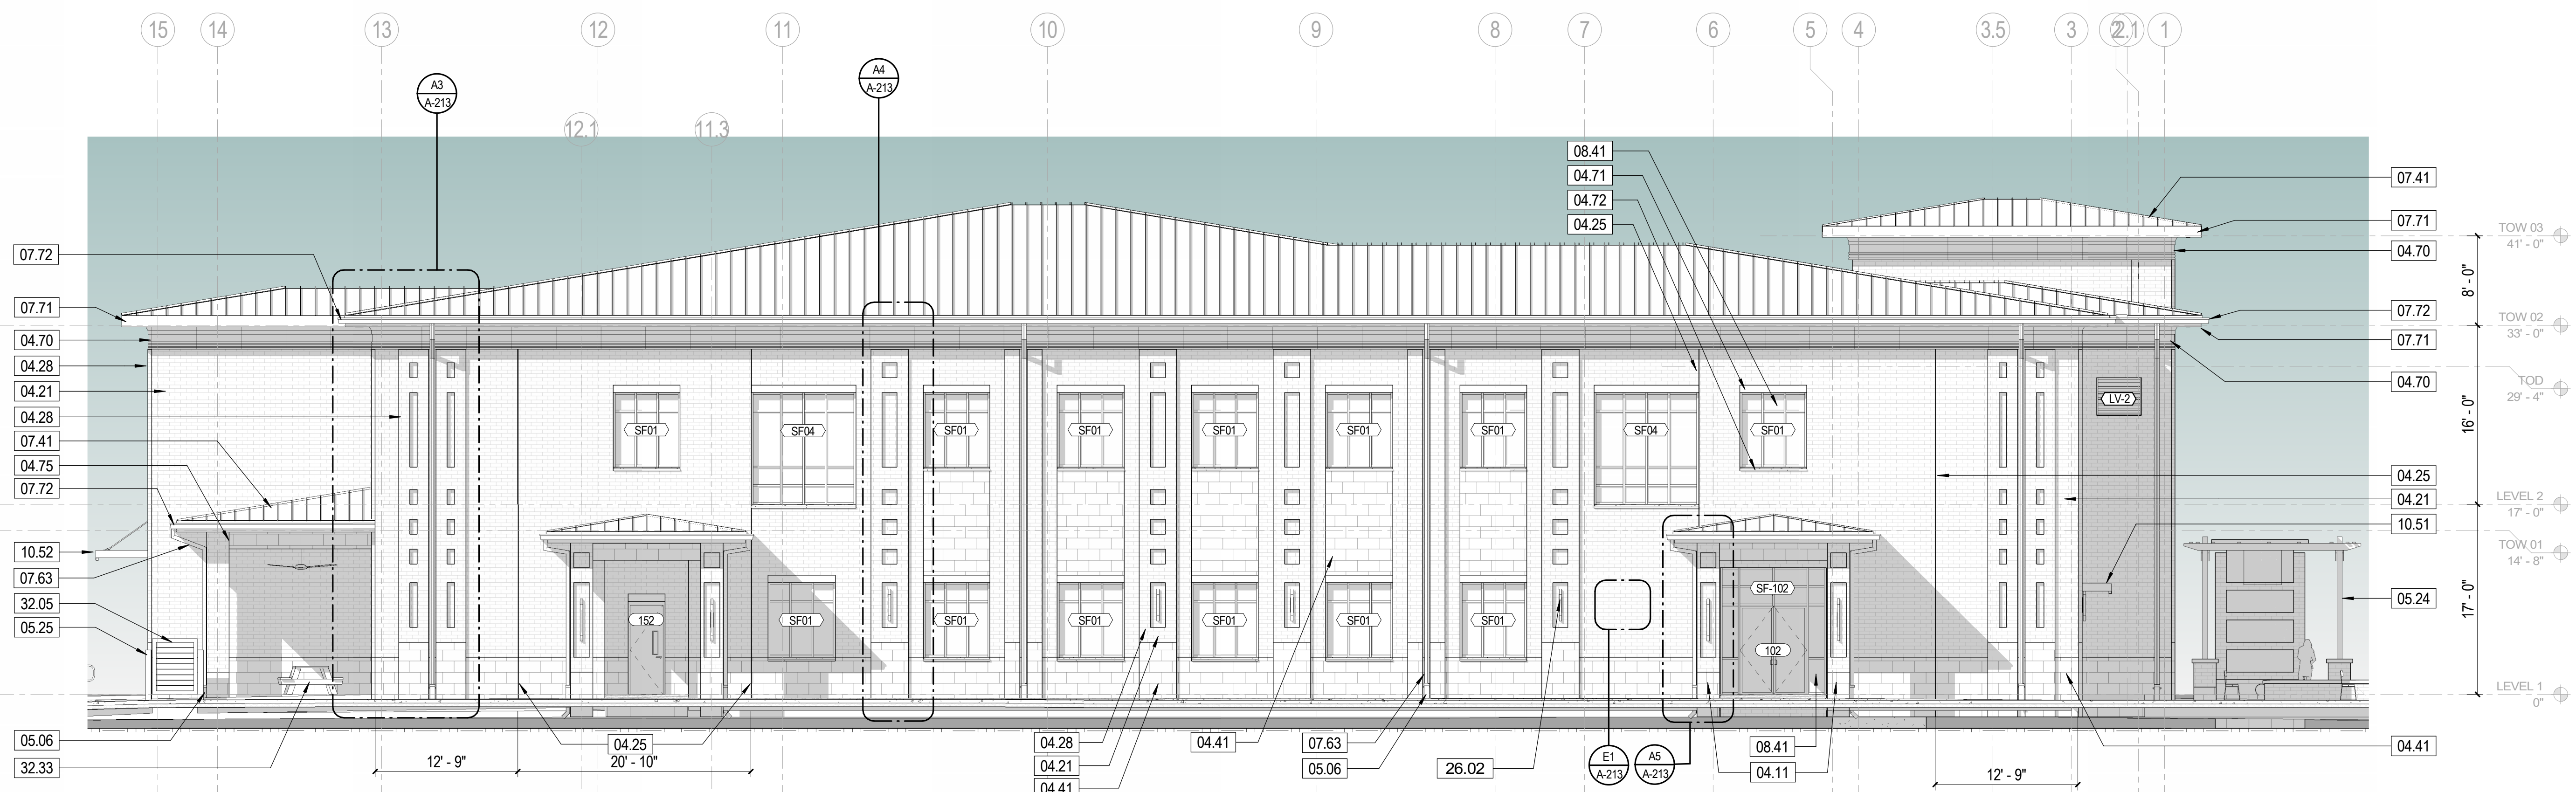 15
14
13
12
11
10
9
8
7
6
5
4
3.5
3
2
2.1
1
A3
A-213
A4
A-213
12.1
11.3
08.41
04.71
04.72
04.25
07.41
07.71
04.70
07.72
07.71
04.70
TOW 03
41' - 0"
8' - 0"
TOW 02
33' - 0"
TOD
29' - 4"
16' - 0"
LEVEL 2
17' - 0"
TOW 01
14' - 8"
17' - 0"
LEVEL 1
0"
07.72
07.71
04.70
04.28
04.21
04.28
07.41
04.75
07.72
10.52
07.63
32.05
05.25
05.06
32.33
SF01
SF04
SF01
SF01
SF01
SF01
SF01
SF04
SF01
LV-2
04.25
04.21
10.51
05.24
04.41
152
SF01
SF01
SF01
SF01
SF01
SF01
SF-102
102
04.25
12' - 9"
20' - 10"
04.28
04.21
04.41
04.41
07.63
05.06
26.02
E1
A-213
A5
A-213
08.41
04.11
12' - 9"